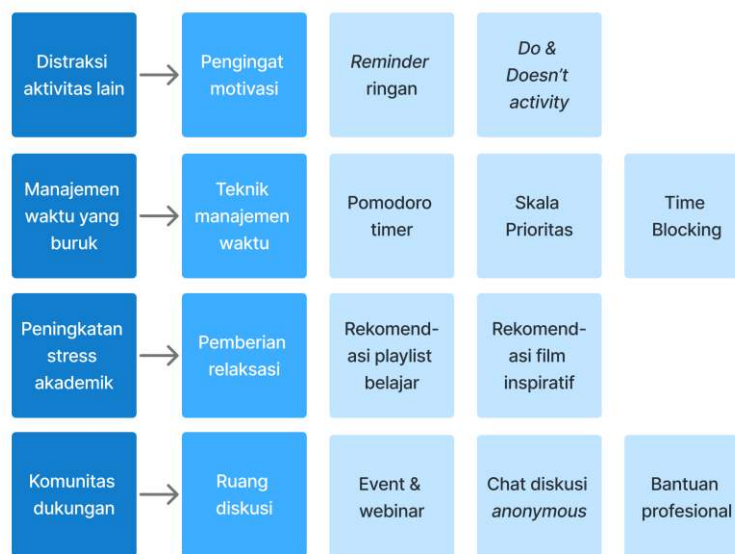 Distraksi
aktivitas lain
Pengingat
motivasi
Reminder
ringan
Do &
Doesn't
activity
Manajemen
waktu yang
buruk
Teknik
manajemen
waktu
Pomodoro
timer
Skala
Prioritas
Time
Blocking
Peningkatan
stress
akademik
Pemberian
relaksasi
Rekomend-
asi playlist
belajar
Rekomend-
asi film
inspiratif
Komunitas
dukungan
Ruang
diskusi
Event &
webinar
Chat diskusi
anonymous
Bantuan
profesional